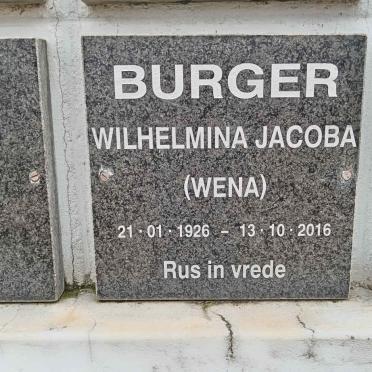 BURGER
WILHELMINA JACOBA
(WENA)
21·01·1926 – 13·10·2016
Rus in vrede